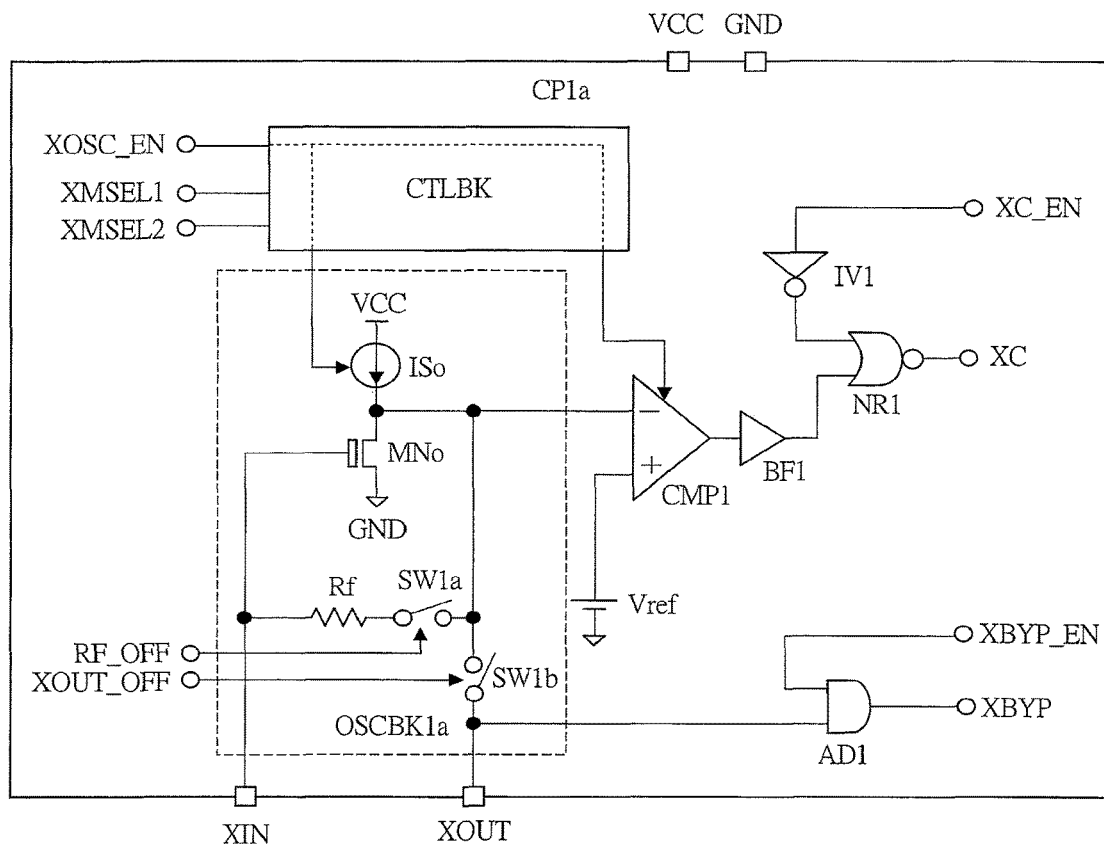 VCC GND
CP1a
XOSC_EN
XMSEL1
XMSEL2
CTLBK
XC_EN
IV1
VCC
ISo
XC
NR1
MNo
−
+
CMP1
BF1
GND
Rf
SW1a
Vref
RF_OFF
XOUT_OFF
SW1b
XBYP_EN
XBYP
OSCBK1a
AD1
XIN
XOUT